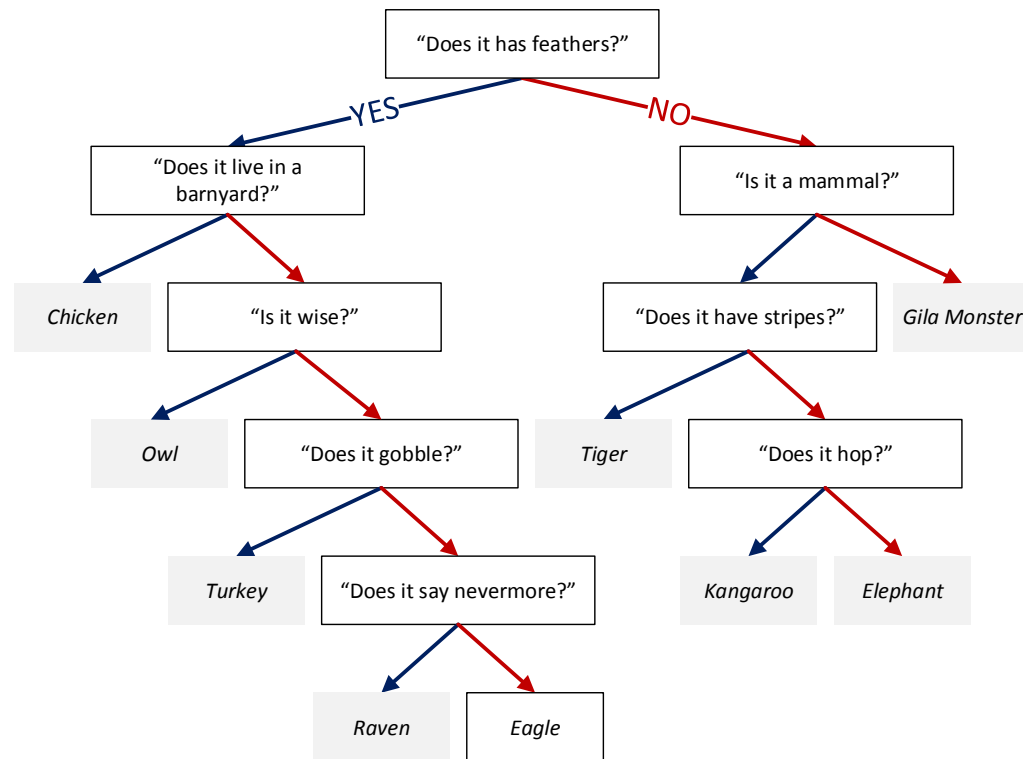 “Does it has feathers?”
YES
NO
“Does it live in a
barnyard?”
“Is it a mammal?”
Chicken
“Is it wise?”
“Does it have stripes?”
Gila Monster
Owl
“Does it gobble?”
Tiger
“Does it hop?”
Turkey
“Does it say nevermore?”
Kangaroo
Elephant
Raven
Eagle